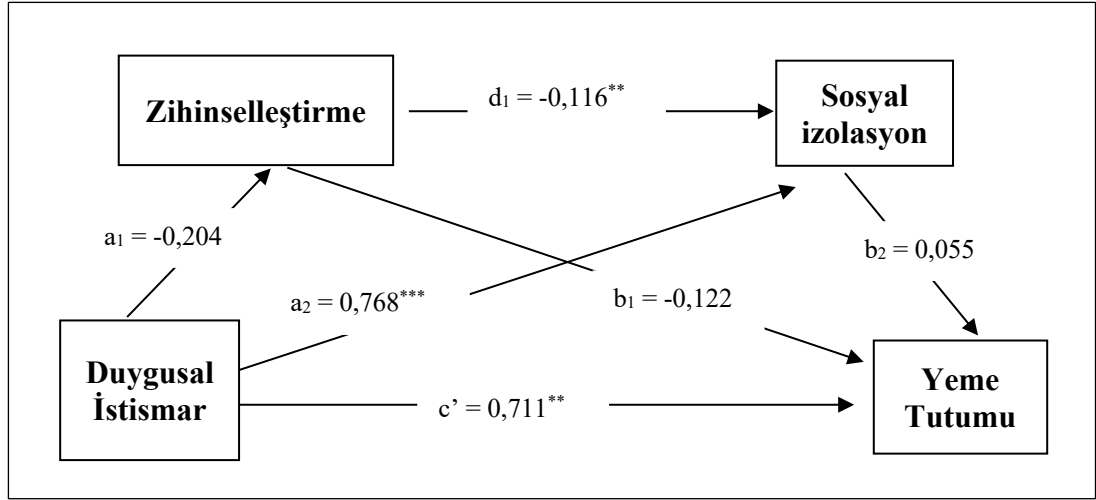 Zihinselleştirme
d₁ = -0,116**
Sosyal
izolasyon
a₁ = -0,204
b₂ = 0,055
a₂ = 0,768***
b₁ = -0,122
Duygusal
İstismar
c’ = 0,711**
Yeme
Tutumu